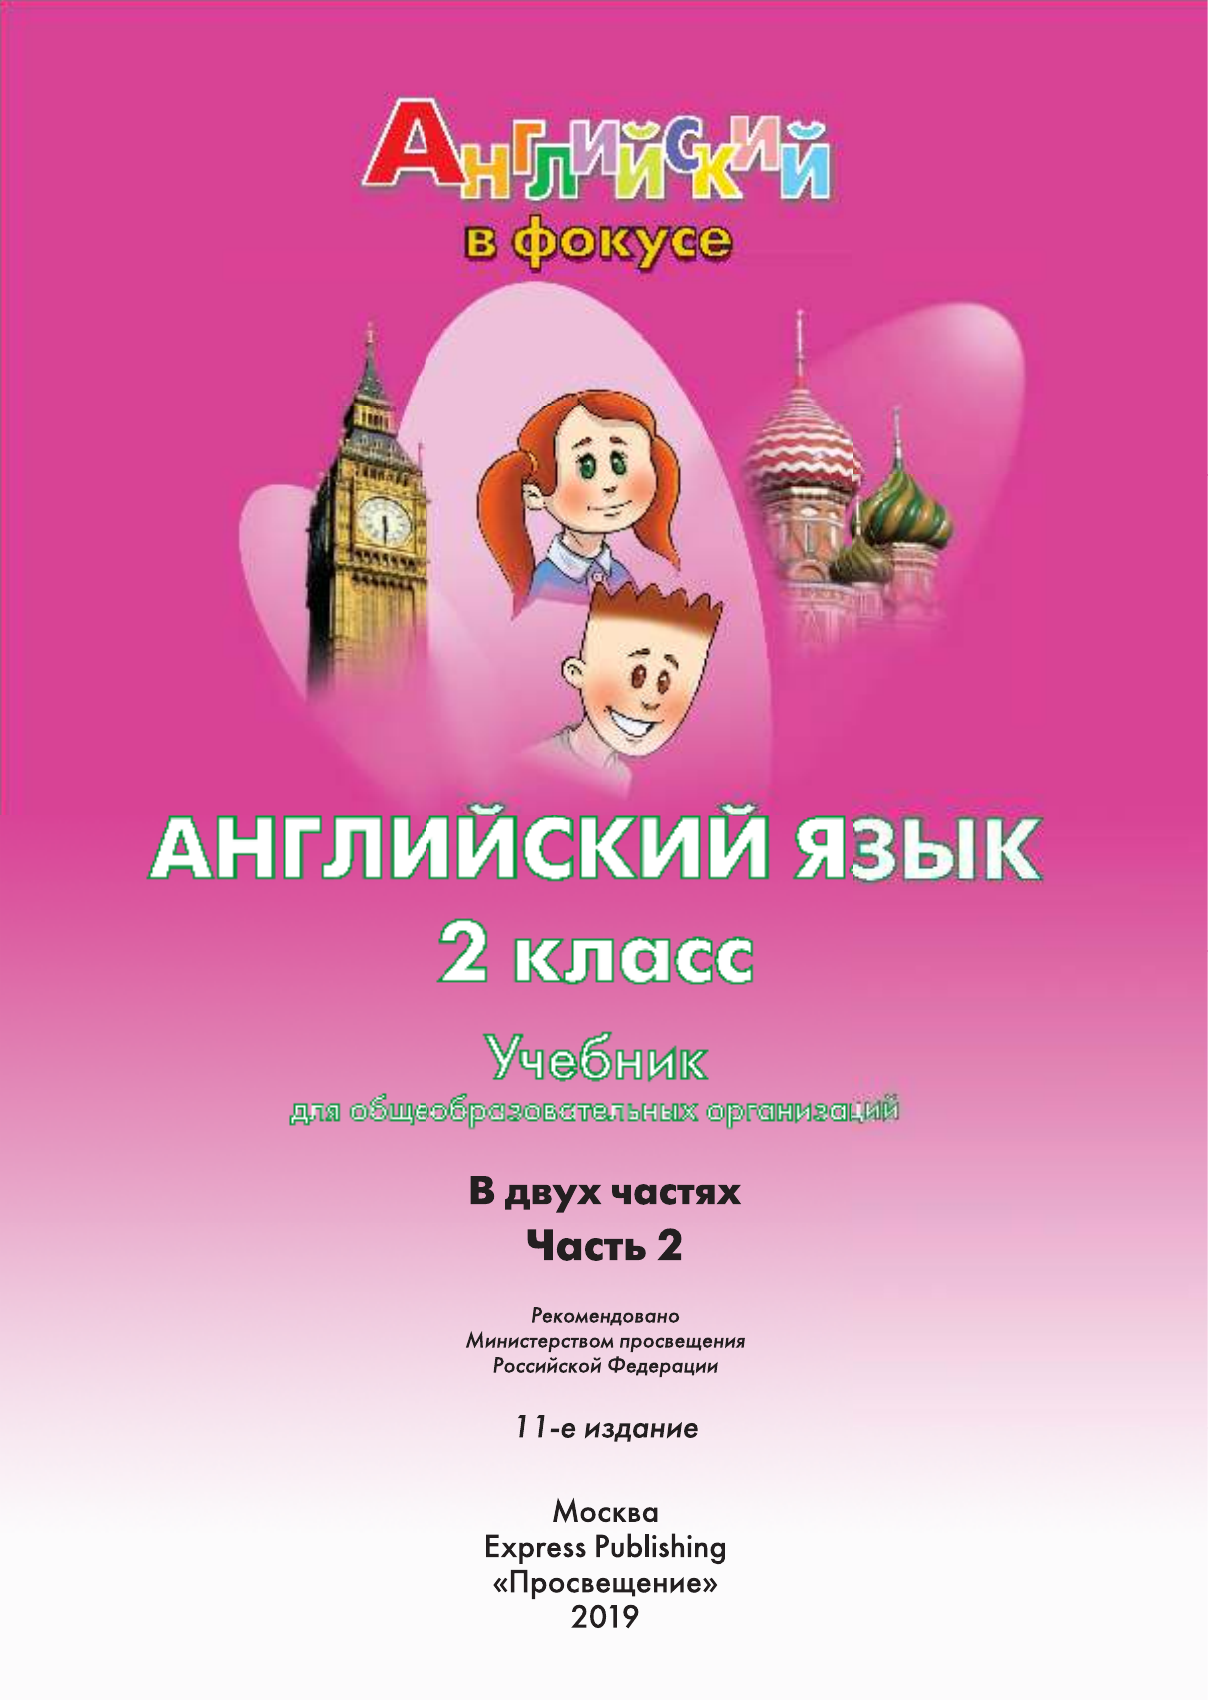 Английский
в фокусе
АНГЛИЙСКИЙ ЯЗЫК
2 класс
Учебник
для общеобразовательных организаций
В двух частях
Часть 2
Рекомендовано
Министерством просвещения
Российской Федерации
11-е издание
Москва
Express Publishing
«Просвещение»
2019